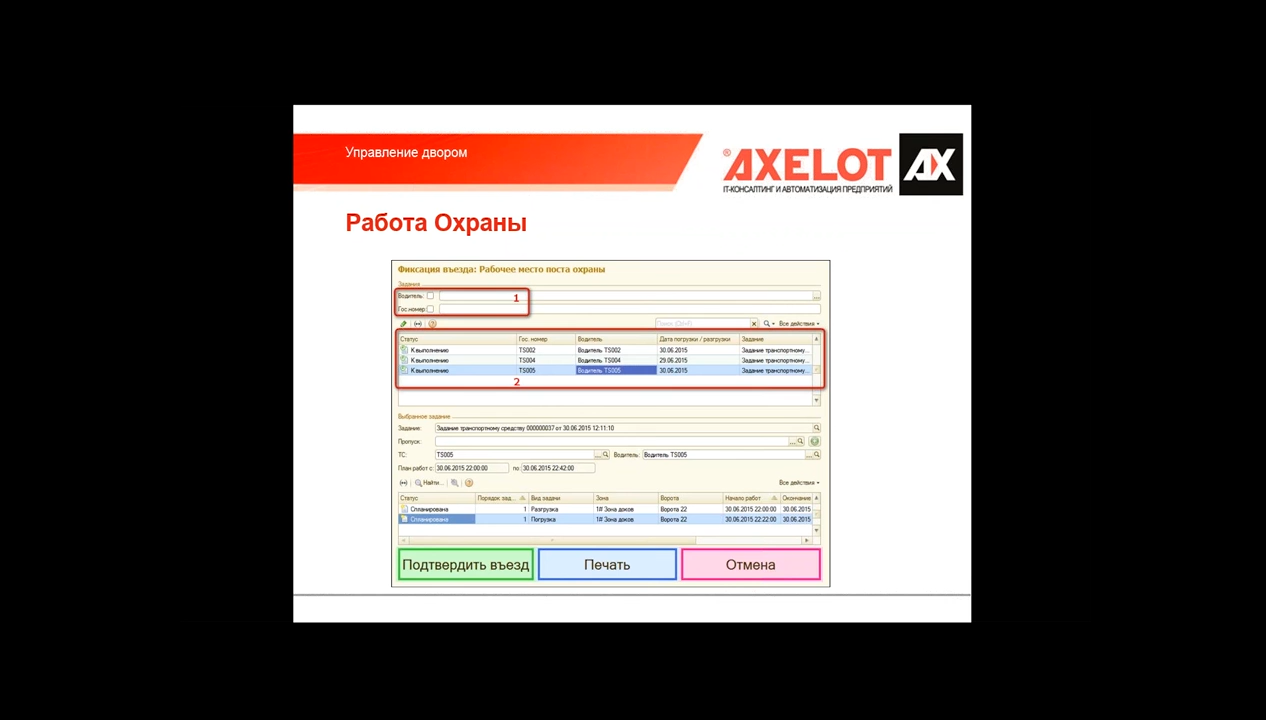 Управление двором
® AXELOT AX
IT-КОНСАЛТИНГ И АВТОМАТИЗАЦИЯ ПРЕДПРИЯТИЙ
Работа Охраны
Фиксация въезда: Рабочее место поста охраны
Задания
Водитель: 1
Гос.номер:
Поиск (Ctrl+F) Все действия
Статус Гос. номер Водитель Дата погрузки / разгрузки Задание
К выполнению TS002 Водитель TS002 30.06.2015 Задание транспортному...
К выполнению TS004 Водитель TS004 29.06.2015 Задание транспортному...
К выполнению TS005 Водитель TS005 30.06.2015 Задание транспортному...
2
Выбранное задание
Задание: Задание транспортному средству 000000037 от 30.06.2015 12:11:10
Пропуск:
ТС: TS005 Водитель: Водитель TS005
План работ с: 30.06.2015 22:00:00 по: 30.06.2015 22:42:00
Найти... Все действия
Статус Порядок зад... Вид задачи Зона Ворота Начало работ Окончание
Спланирована 1 Разгрузка 1# Зона доков Ворота 22 30.06.2015 22:00:00 30.06.2015
Спланирована 1 Погрузка 1# Зона доков Ворота 22 30.06.2015 22:22:00 30.06.2015
Подтвердить въезд Печать Отмена